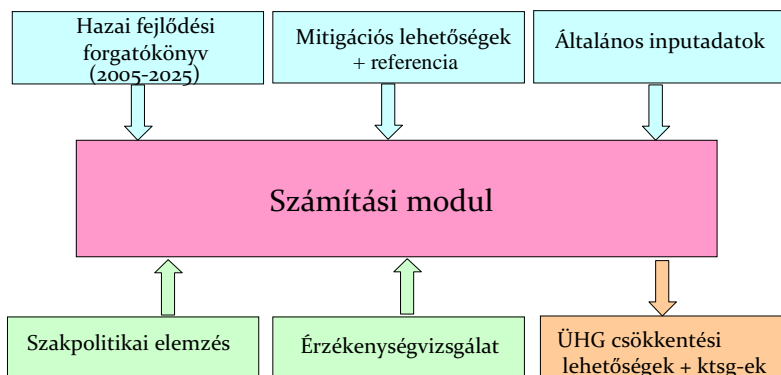 Hazai fejlődési
forgatókönyv
(2005-2025)
Mitigációs lehetőségek
+ referencia
Általános inputadatok
Számítási modul
Szakpolitikai elemzés
Érzékenységvizsgálat
ÜHG csökkentési
lehetőségek + ktsg-ek